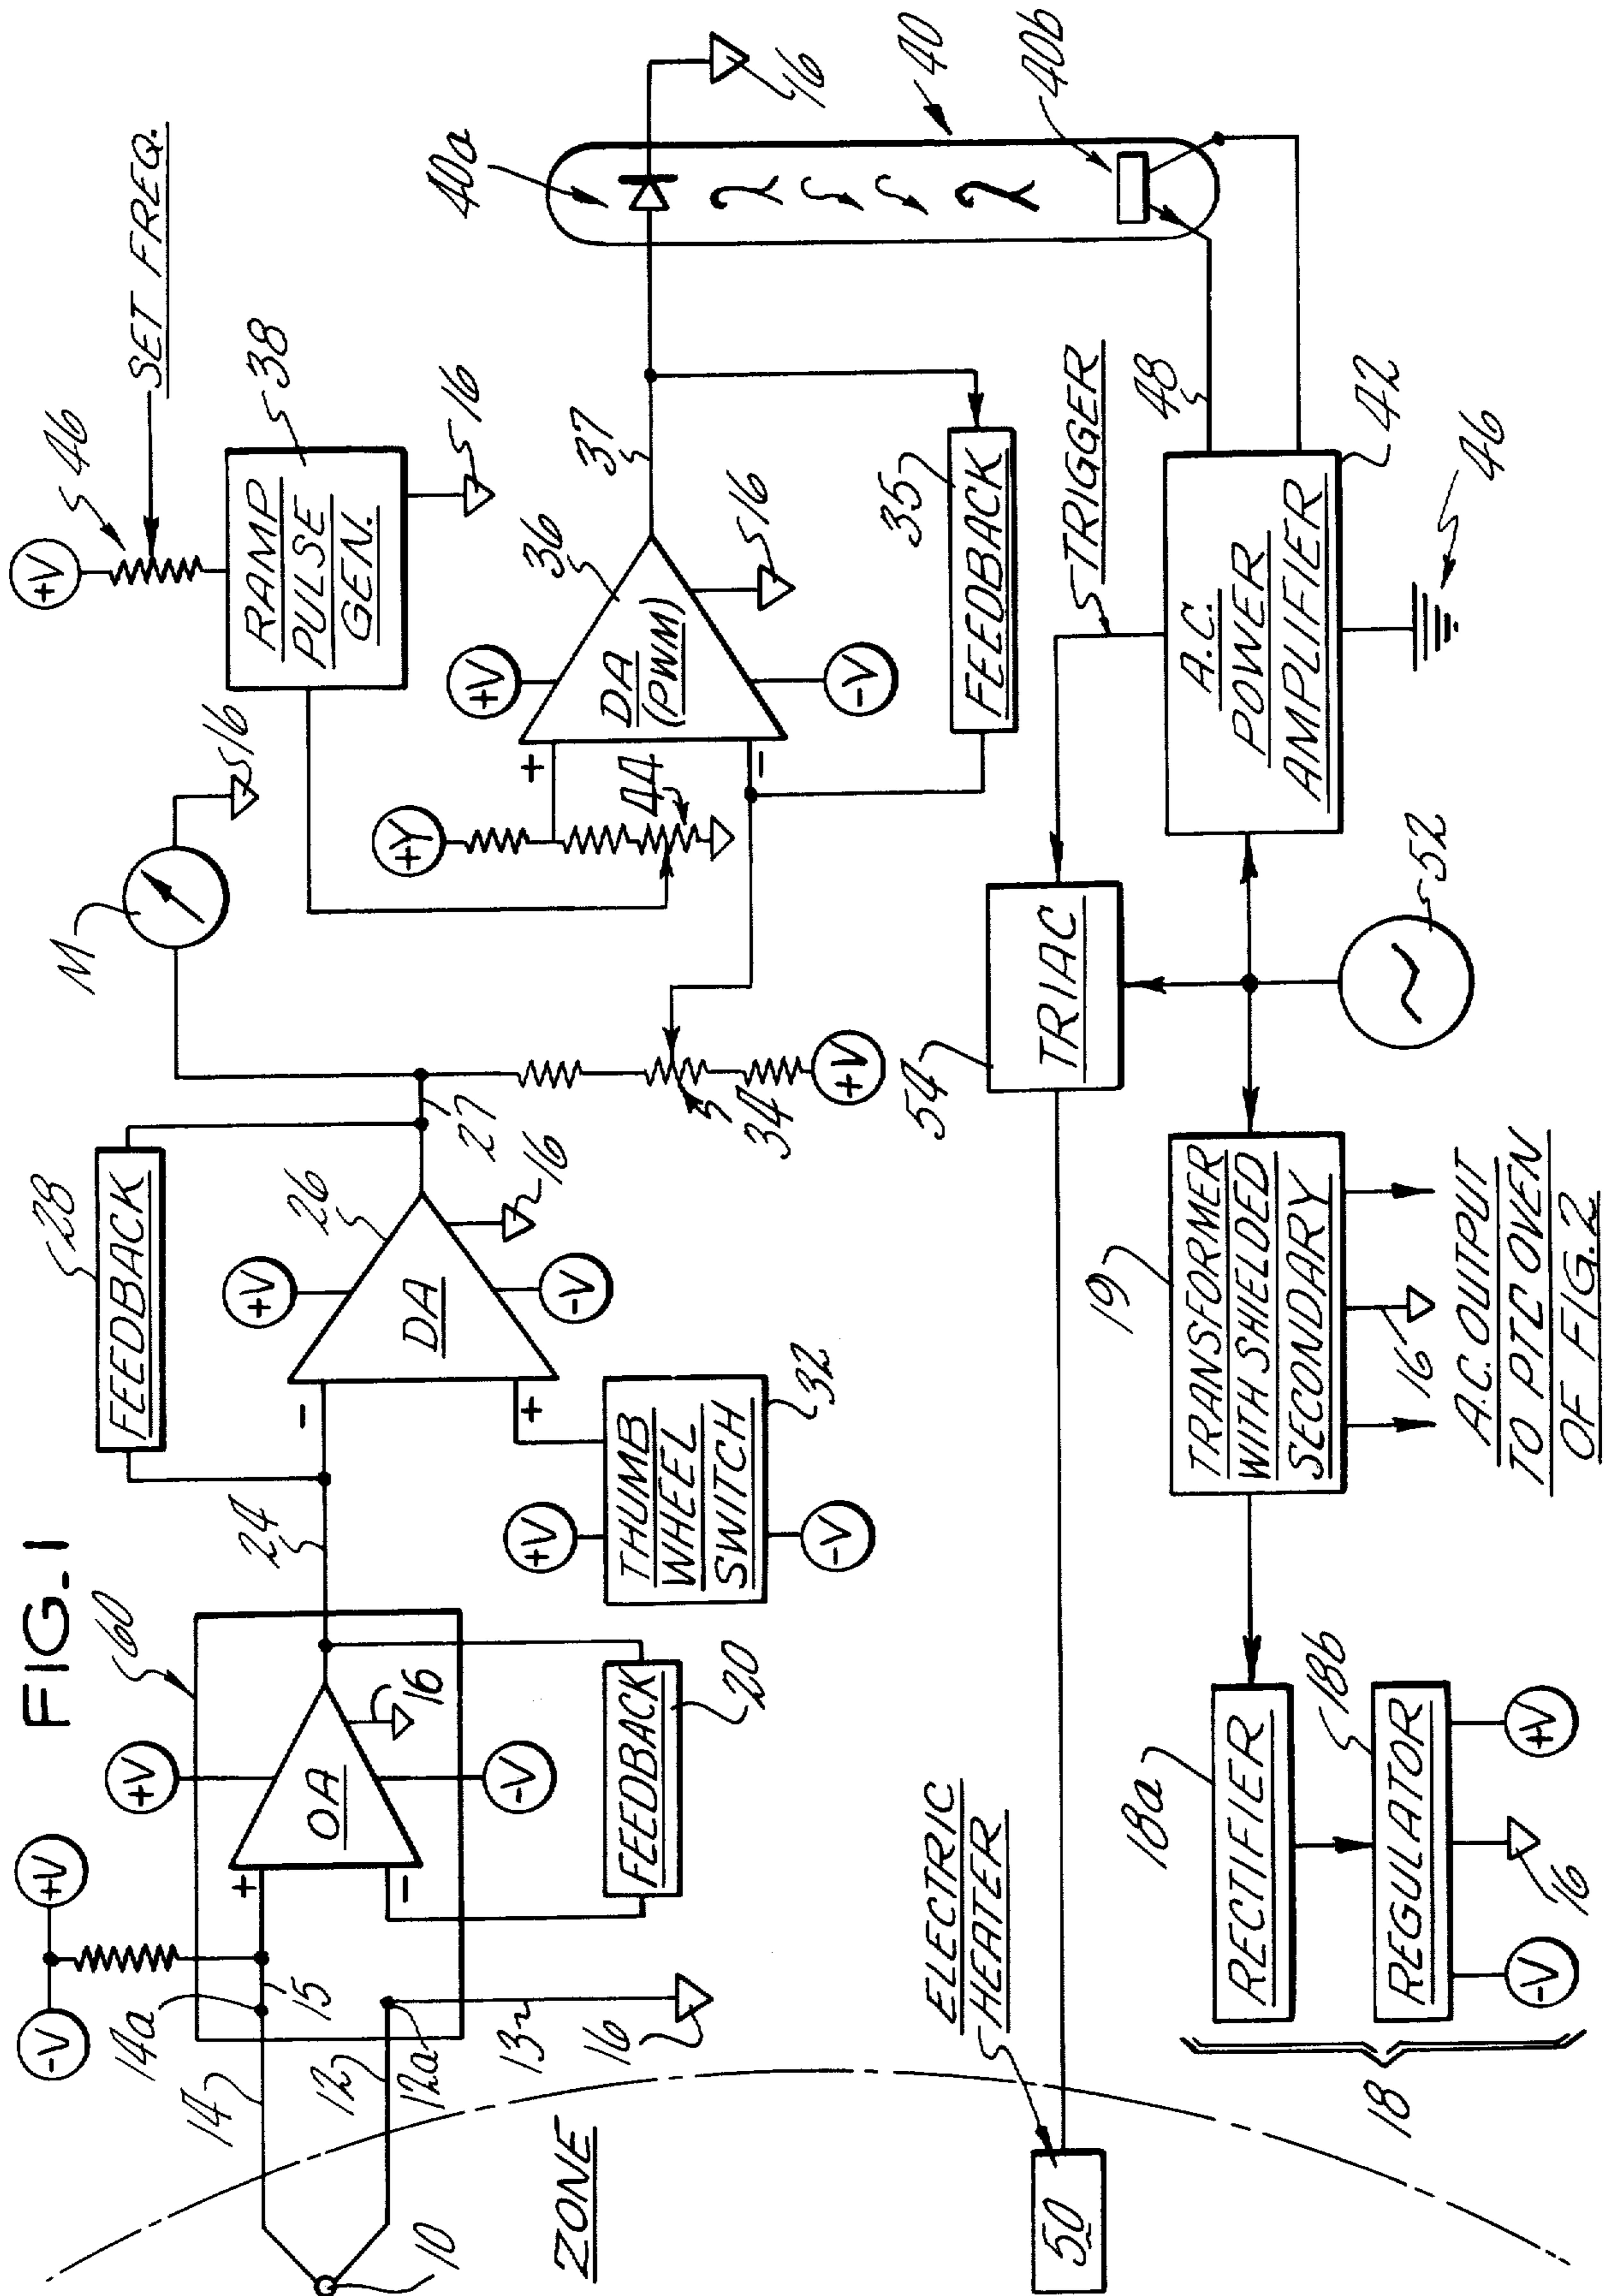 FIG. 1
-V
+V
14a
14
15
12
12a
13
16
10
ZONE
+
-
OA
+V
-V
16
60
FEEDBACK
20
24
FEEDBACK
28
-
+
DA
26
+V
-V
16
27
THUMB
WHEEL
SWITCH
32
+V
-V
M
16
34
+V
+V
46
SET FREQ.
RAMP
PULSE
GEN.
38
16
+Y
44
+
-
DA
(PWM)
36
+V
-V
16
37
FEEDBACK
35
40a
16
40
40b
48
TRIGGER
A.C.
POWER
AMPLIFIER
42
46
TRIAC
54
52
ELECTRIC
HEATER
50
TRANSFORMER
WITH SHIELDED
SECONDARY
19
16
A.C. OUTPUT
TO PTC OVEN
OF FIG. 2
RECTIFIER
18a
REGULATOR
18b
-V
16
+V
18